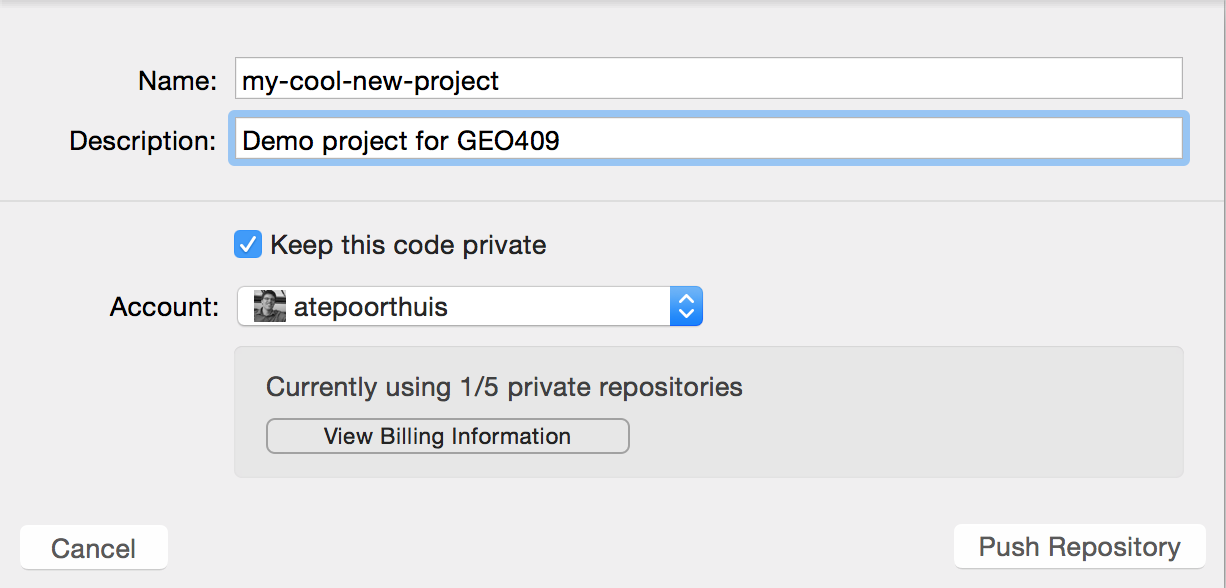 Name: my-cool-new-project
Description: Demo project for GEO409
Keep this code private
Account: atepoorthuis
Currently using 1/5 private repositories
View Billing Information
Cancel Push Repository